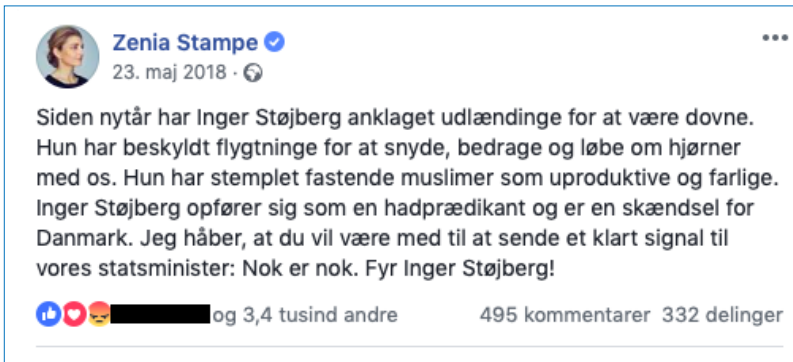 Zenia Stampe
23. maj 2018 ·
Siden nytår har Inger Støjberg anklaget udlændinge for at være dovne.
Hun har beskyldt flygtninge for at snyde, bedrage og løbe om hjørner
med os. Hun har stemplet fastende muslimer som uproduktive og farlige.
Inger Støjberg opfører sig som en hadprædikant og er en skændsel for
Danmark. Jeg håber, at du vil være med til at sende et klart signal til
vores statsminister: Nok er nok. Fyr Inger Støjberg!
og 3,4 tusind andre 495 kommentarer 332 delinger